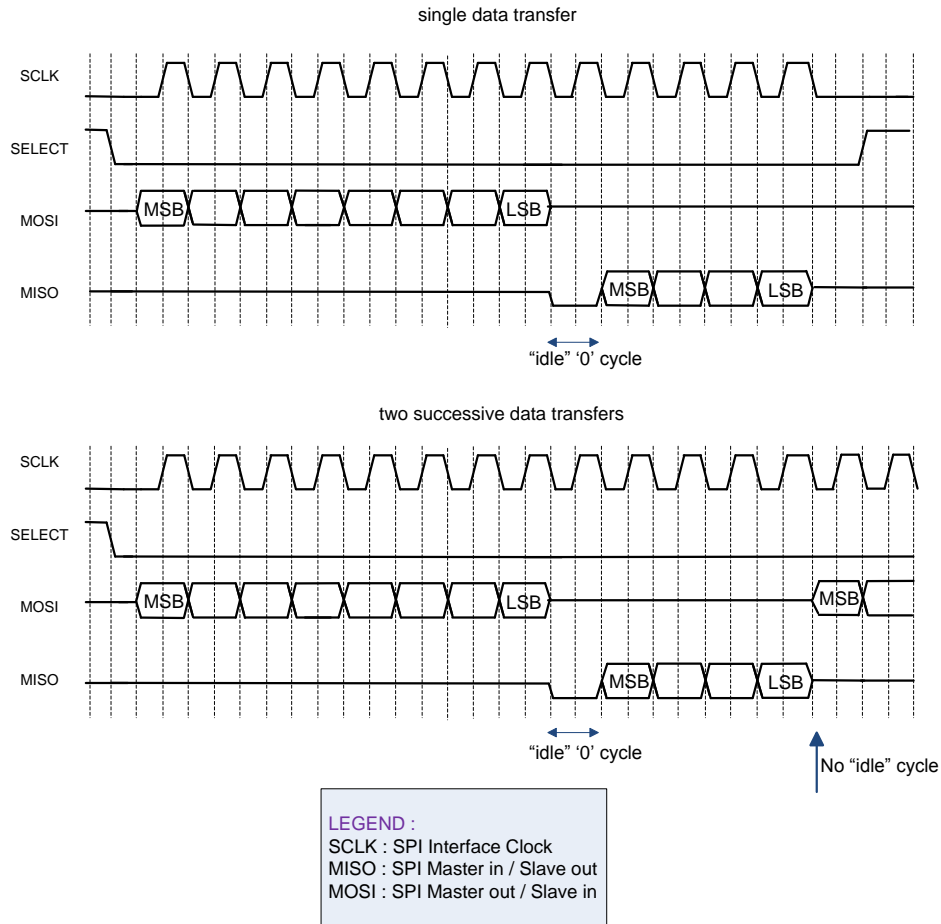 single data transfer
SCLK
SELECT
MOSI
MSB
LSB
MISO
MSB
LSB
“idle” ‘0’ cycle
two successive data transfers
SCLK
SELECT
MOSI
MSB
LSB
MSB
MISO
MSB
LSB
“idle” ‘0’ cycle
No “idle” cycle
LEGEND :
SCLK : SPI Interface Clock
MISO : SPI Master in / Slave out
MOSI : SPI Master out / Slave in